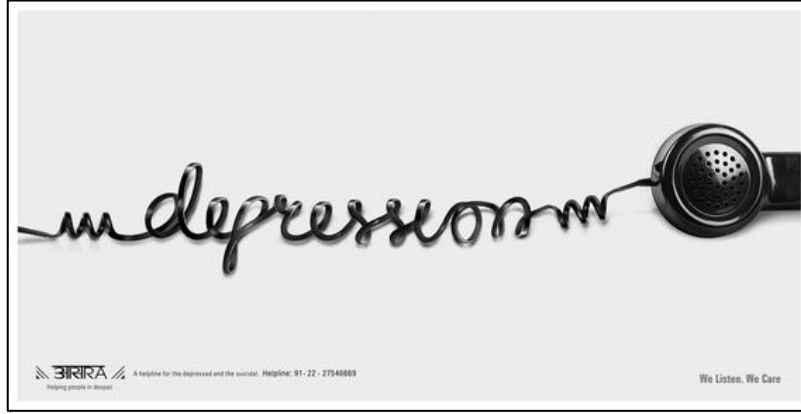 depression
आसRA
Helping people in despair
A helpline for the depressed and the suicidal. Helpline: 91- 22 - 27546669
We Listen. We Care